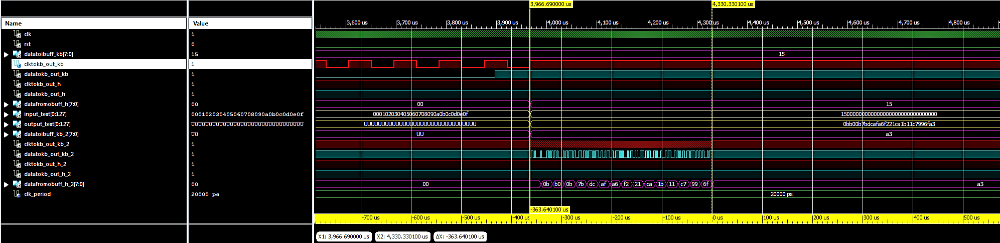 3,966.690000 us 4,330.330100 us
Name Value
3,600 us 3,700 us 3,800 us 3,900 us 4,000 us 4,100 us 4,200 us 4,300 us 4,400 us 4,500 us 4,600 us 4,700 us 4,800 us
clk 1
rst 0
datatoibuff_kb[7:0] 15 15
clktokb_out_kb 1
datatokb_out_kb 1
clktokb_out_h 1
datatokb_out_h 1
datafromobuff_h[7:0] 00 00 15
input_text[0:127] 000102030405060708090a0b0c0d0e0f 000102030405060708090a0b0c0d0e0f 15000000000000000000000000000000
output_text[0:127] UUUUUUUUUUUUUUUUUUUUUUUUUUUUUUUU UUUUUUUUUUUUUUUUUUUUUUUUUUUUUUUU 0bb00b7bdcafa6f221ca1b11c7996fa3
datatoibuff_kb_2[7:0] UU UU a3
clktokb_out_kb_2 1
datatokb_out_kb_2 1
clktokb_out_h_2 1
datatokb_out_h_2 1
datafromobuff_h_2[7:0] 00 00 0b b0 0b 7b dc af a6 f2 21 ca 1b 11 c7 99 6f a3
clk_period 20000 ps 20000 ps
-363.640100 us
-700 us -600 us -500 us -400 us -300 us -200 us -100 us 0 us 100 us 200 us 300 us 400 us 500 us
X1: 3,966.690000 us X2: 4,330.330100 us ΔX: -363.640100 us